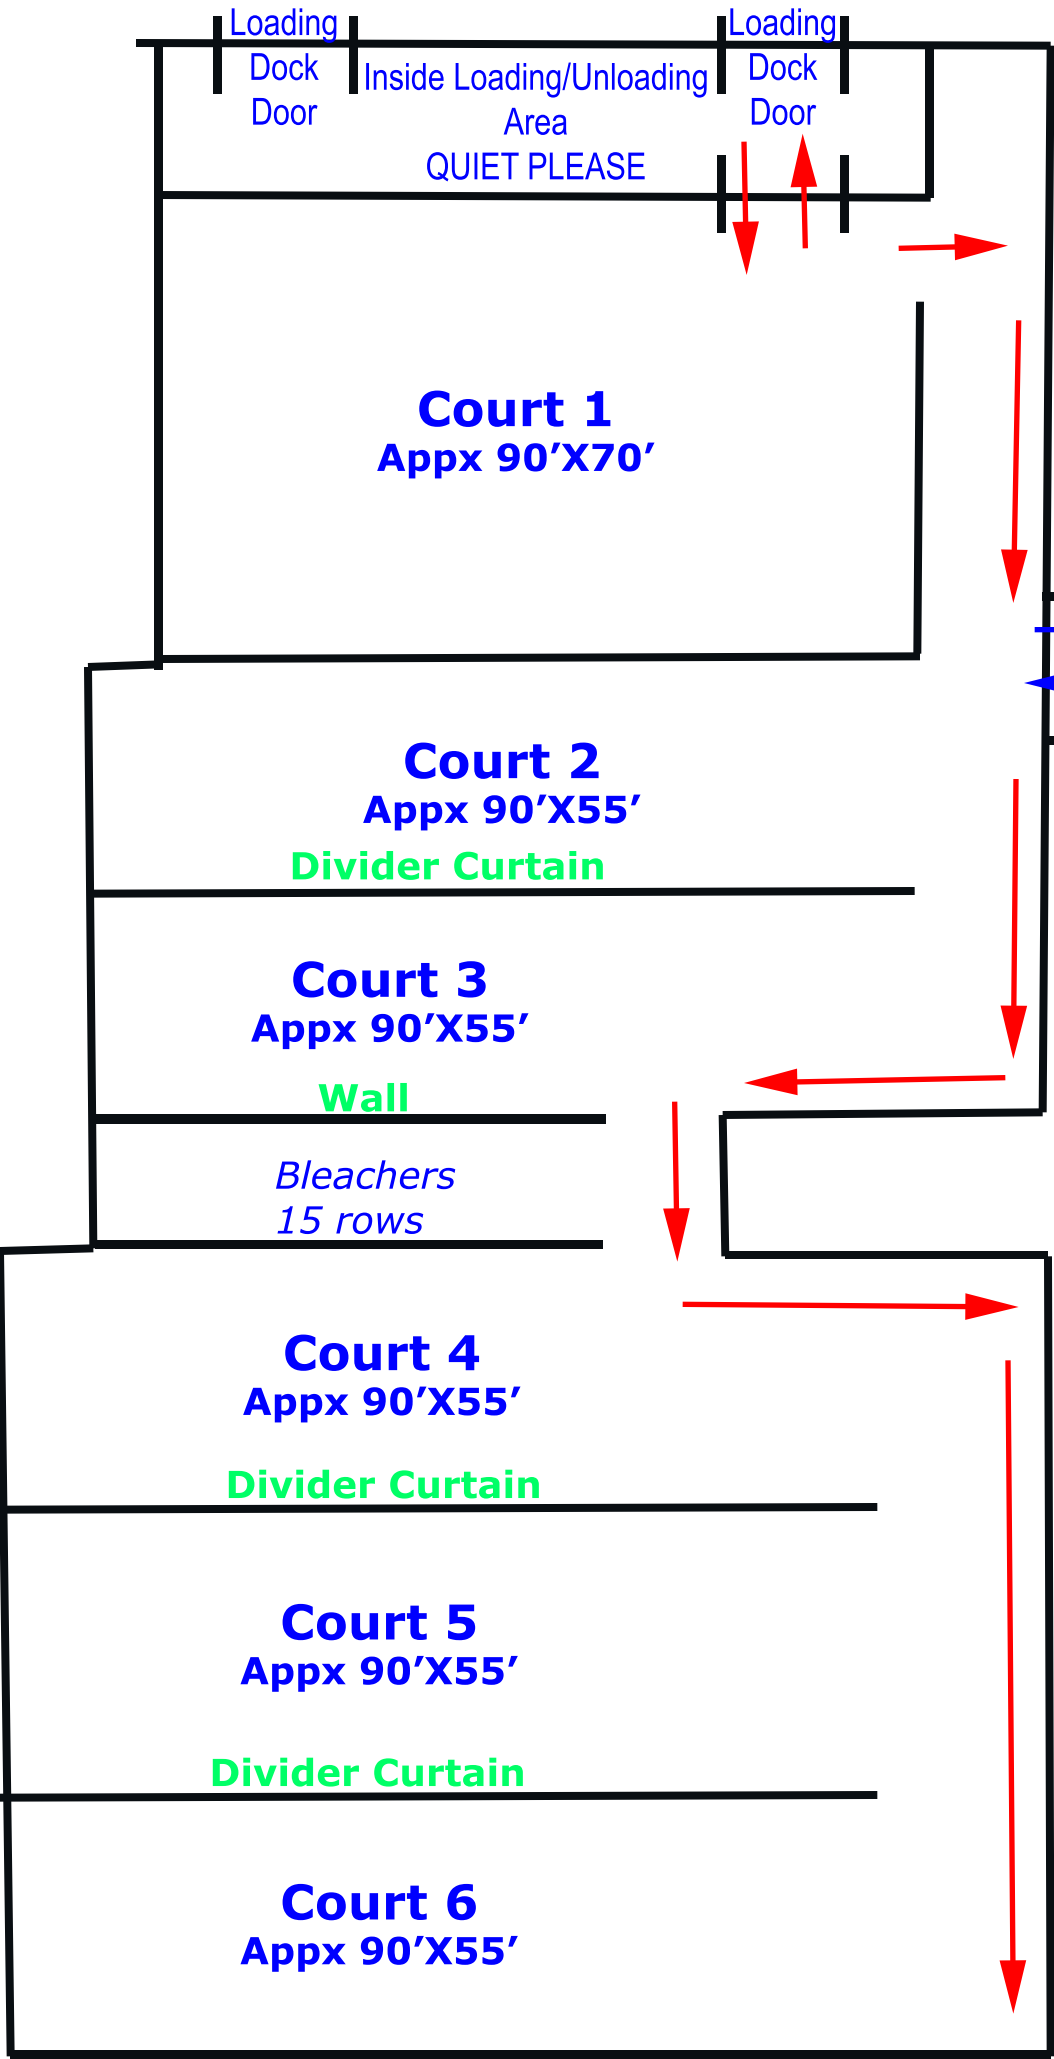 Loading
Dock
Door
Inside Loading/Unloading
Area
QUIET PLEASE
Loading
Dock
Door
Court 1
Appx 90’X70’
Court 2
Appx 90’X55’
Divider Curtain
Court 3
Appx 90’X55’
Wall
Bleachers
15 rows
Court 4
Appx 90’X55’
Divider Curtain
Court 5
Appx 90’X55’
Divider Curtain
Court 6
Appx 90’X55’